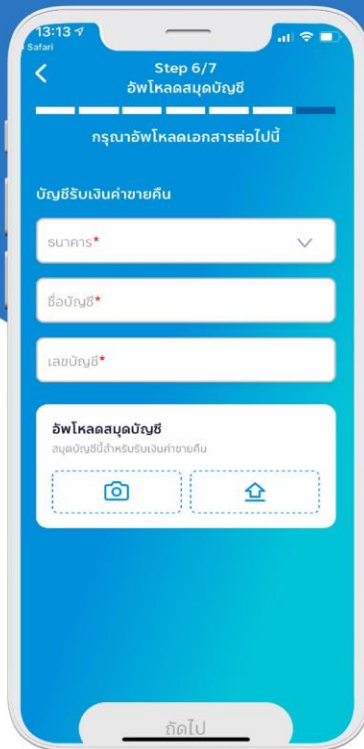 13:13
Safari
Step 6/7
อัพโหลดสมุดบัญชี
กรุณาอัพโหลดเอกสารต่อไปนี้
บัญชีรับเงินค่าขายคืน
ธนาคาร*
ชื่อบัญชี*
เลขบัญชี*
อัพโหลดสมุดบัญชี
สมุดบัญชีนี้สำหรับรับเงินค่าขายคืน
ถัดไป